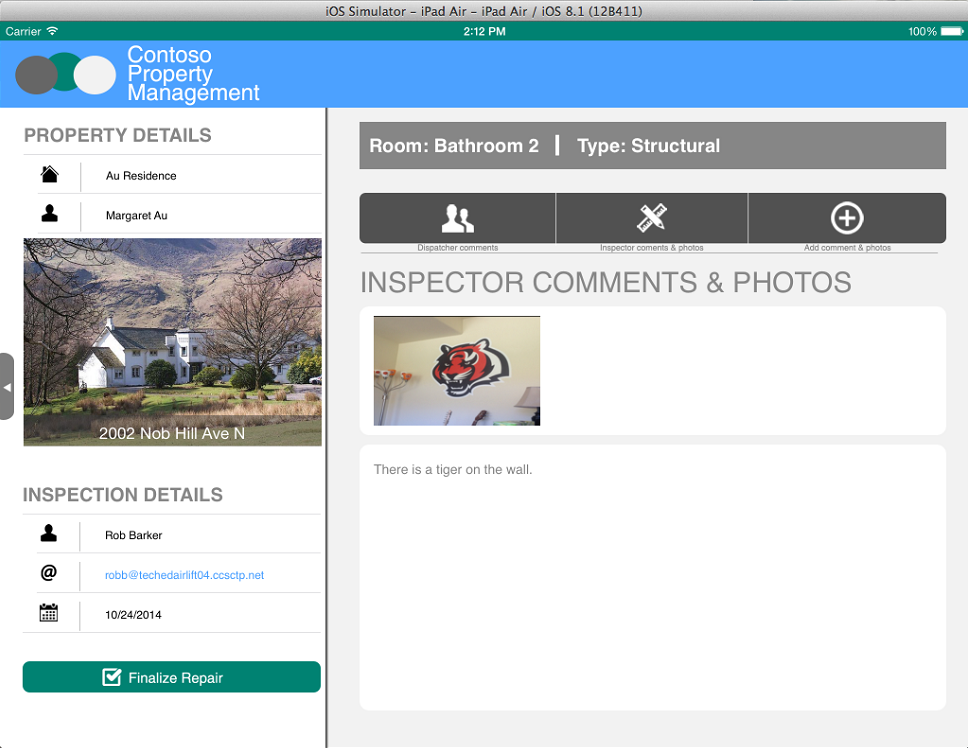 iOS Simulator - iPad Air - iPad Air / iOS 8.1 (12B411)
Carrier 2:12 PM 100%
Contoso
Property
Management
PROPERTY DETAILS
Au Residence
Margaret Au
2002 Nob Hill Ave N
INSPECTION DETAILS
Rob Barker
@ robb@techedairlift04.ccsctp.net
10/24/2014
Finalize Repair
Room: Bathroom 2 | Type: Structural
Dispatcher comments Inspector coments & photos Add comment & photos
INSPECTOR COMMENTS & PHOTOS
There is a tiger on the wall.